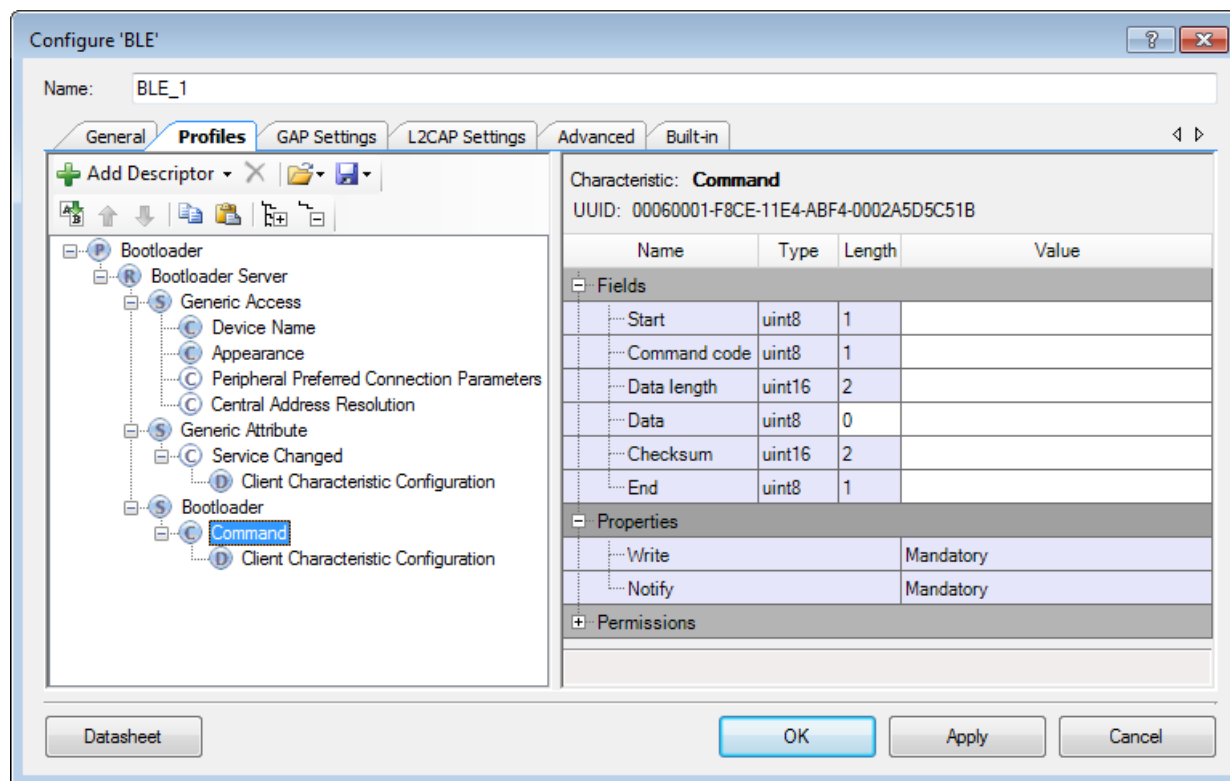 Configure 'BLE'
Name: BLE_1
General Profiles GAP Settings L2CAP Settings Advanced Built-in
Add Descriptor
P Bootloader
R Bootloader Server
S Generic Access
C Device Name
C Appearance
C Peripheral Preferred Connection Parameters
C Central Address Resolution
S Generic Attribute
C Service Changed
D Client Characteristic Configuration
S Bootloader
C Command
D Client Characteristic Configuration
Characteristic: Command
UUID: 00060001-F8CE-11E4-ABF4-0002A5D5C51B
Name Type Length Value
Fields
Start uint8 1
Command code uint8 1
Data length uint16 2
Data uint8 0
Checksum uint16 2
End uint8 1
Properties
Write Mandatory
Notify Mandatory
Permissions
Datasheet OK Apply Cancel